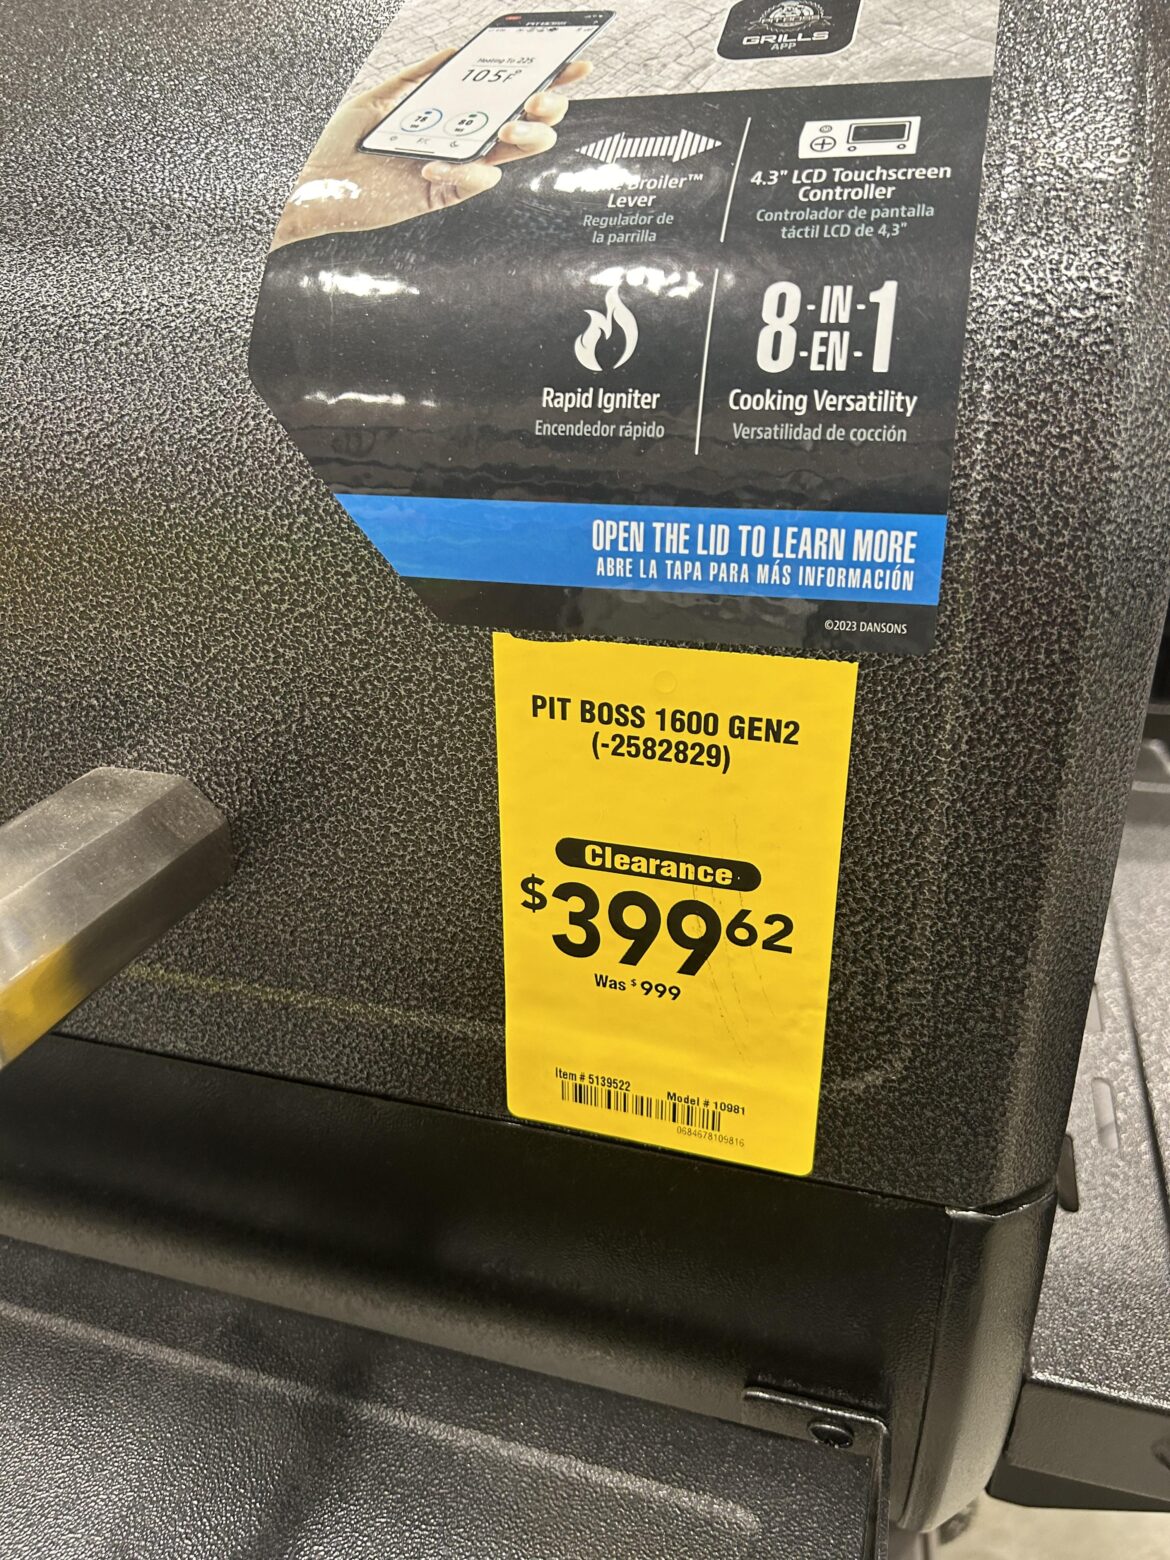 Heating To 225
105F°
GRILLS
APP
Broiler™
Lever
Regulador de
la parrilla
4.3" LCD Touchscreen
Controller
Controlador de pantalla
táctil LCD de 4,3"
Rapid Igniter
Encendedor rápido
8-IN-1
-EN-
Cooking Versatility
Versatilidad de cocción
OPEN THE LID TO LEARN MORE
ABRE LA TAPA PARA MÁS INFORMACIÓN
©2023 DANSONS
PIT BOSS 1600 GEN2
(-2582829)
Clearance
$399 62
Was $999
Item # 5139522
Model # 10981
0684678109816